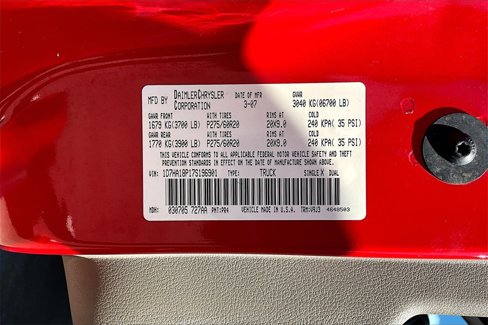 MFD BY DAIMLERCHRYSLER CORPORATION DATE OF MFR 3-07 GVWR 3040 KG(06700 LB)
GAWR FRONT WITH TIRES RIMS AT COLD
1679 KG(3700 LB) P275/60R20 20X9.0 240 KPA( 35 PSI)
GAWR REAR WITH TIRES RIMS AT COLD
1770 KG(3900 LB) P275/60R20 20X9.0 240 KPA( 35 PSI)
THIS VEHICLE CONFORMS TO ALL APPLICABLE FEDERAL MOTOR VEHICLE SAFETY AND THEFT
PREVENTION STANDARDS IN EFFECT ON THE DATE OF MANUFACTURE SHOWN ABOVE.
VIN: 1D7HA18P17S196901 TYPE: TRUCK SINGLE X DUAL
MDH: 030705 727AA PNT:PR4 VEHICLE MADE IN U.S.A. TRM:V9J3 4648503